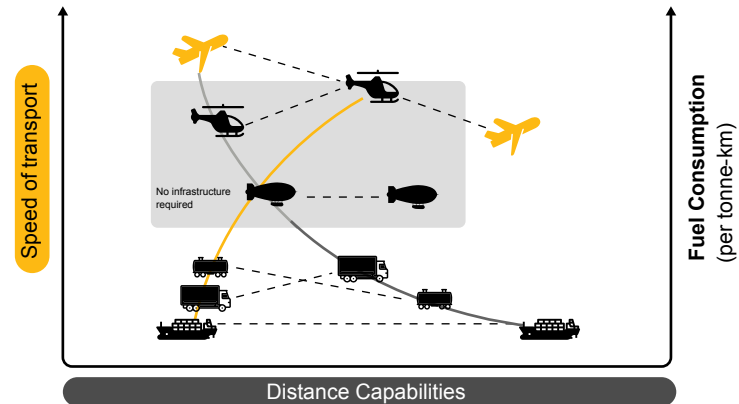 Speed of transport
No infrastructure
required
Fuel Consumption
(per tonne-km)
Distance Capabilities